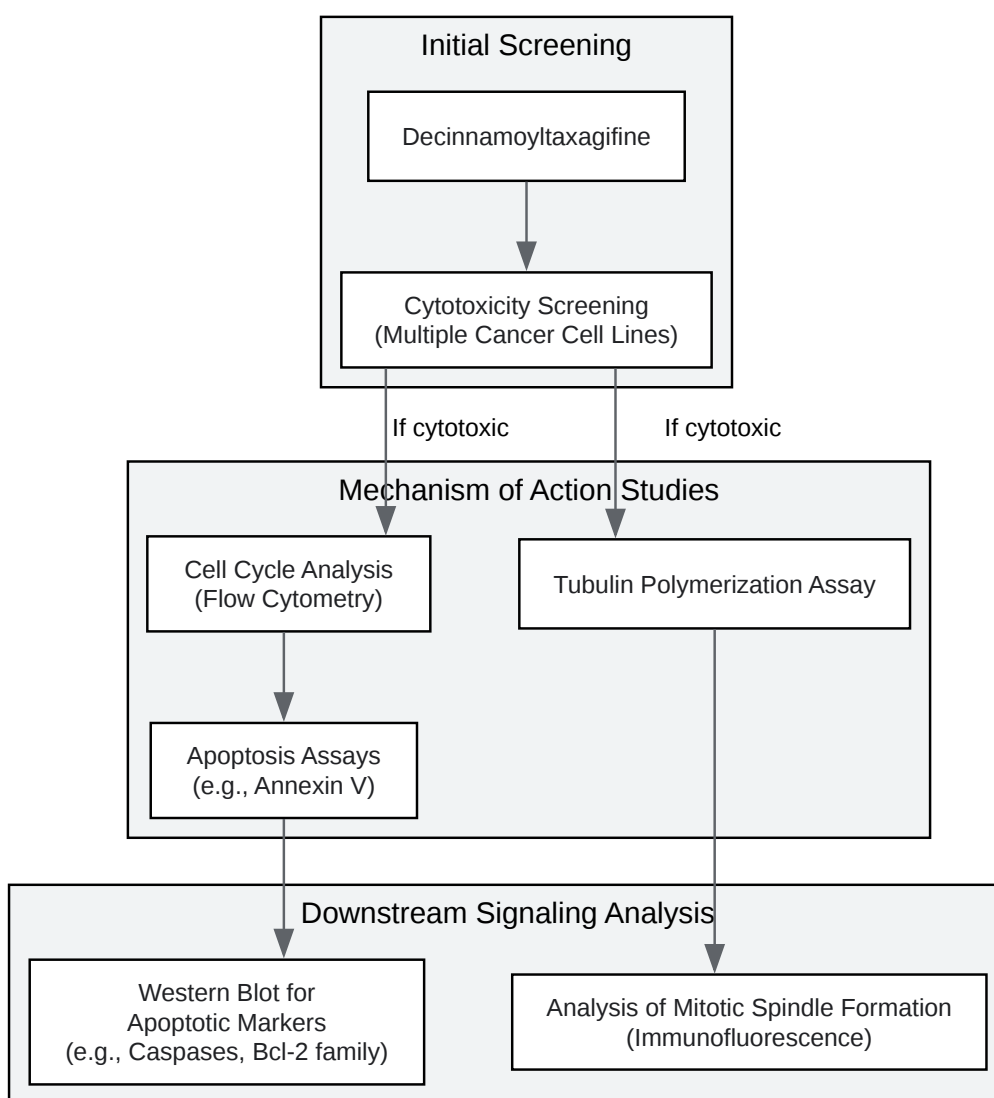 Initial Screening
Decinnamoyltaxagifine
Cytotoxicity Screening
(Multiple Cancer Cell Lines)
If cytotoxic
If cytotoxic
Mechanism of Action Studies
Cell Cycle Analysis
(Flow Cytometry)
Tubulin Polymerization Assay
Apoptosis Assays
(e.g., Annexin V)
Downstream Signaling Analysis
Western Blot for
Apoptotic Markers
(e.g., Caspases, Bcl-2 family)
Analysis of Mitotic Spindle Formation
(Immunofluorescence)